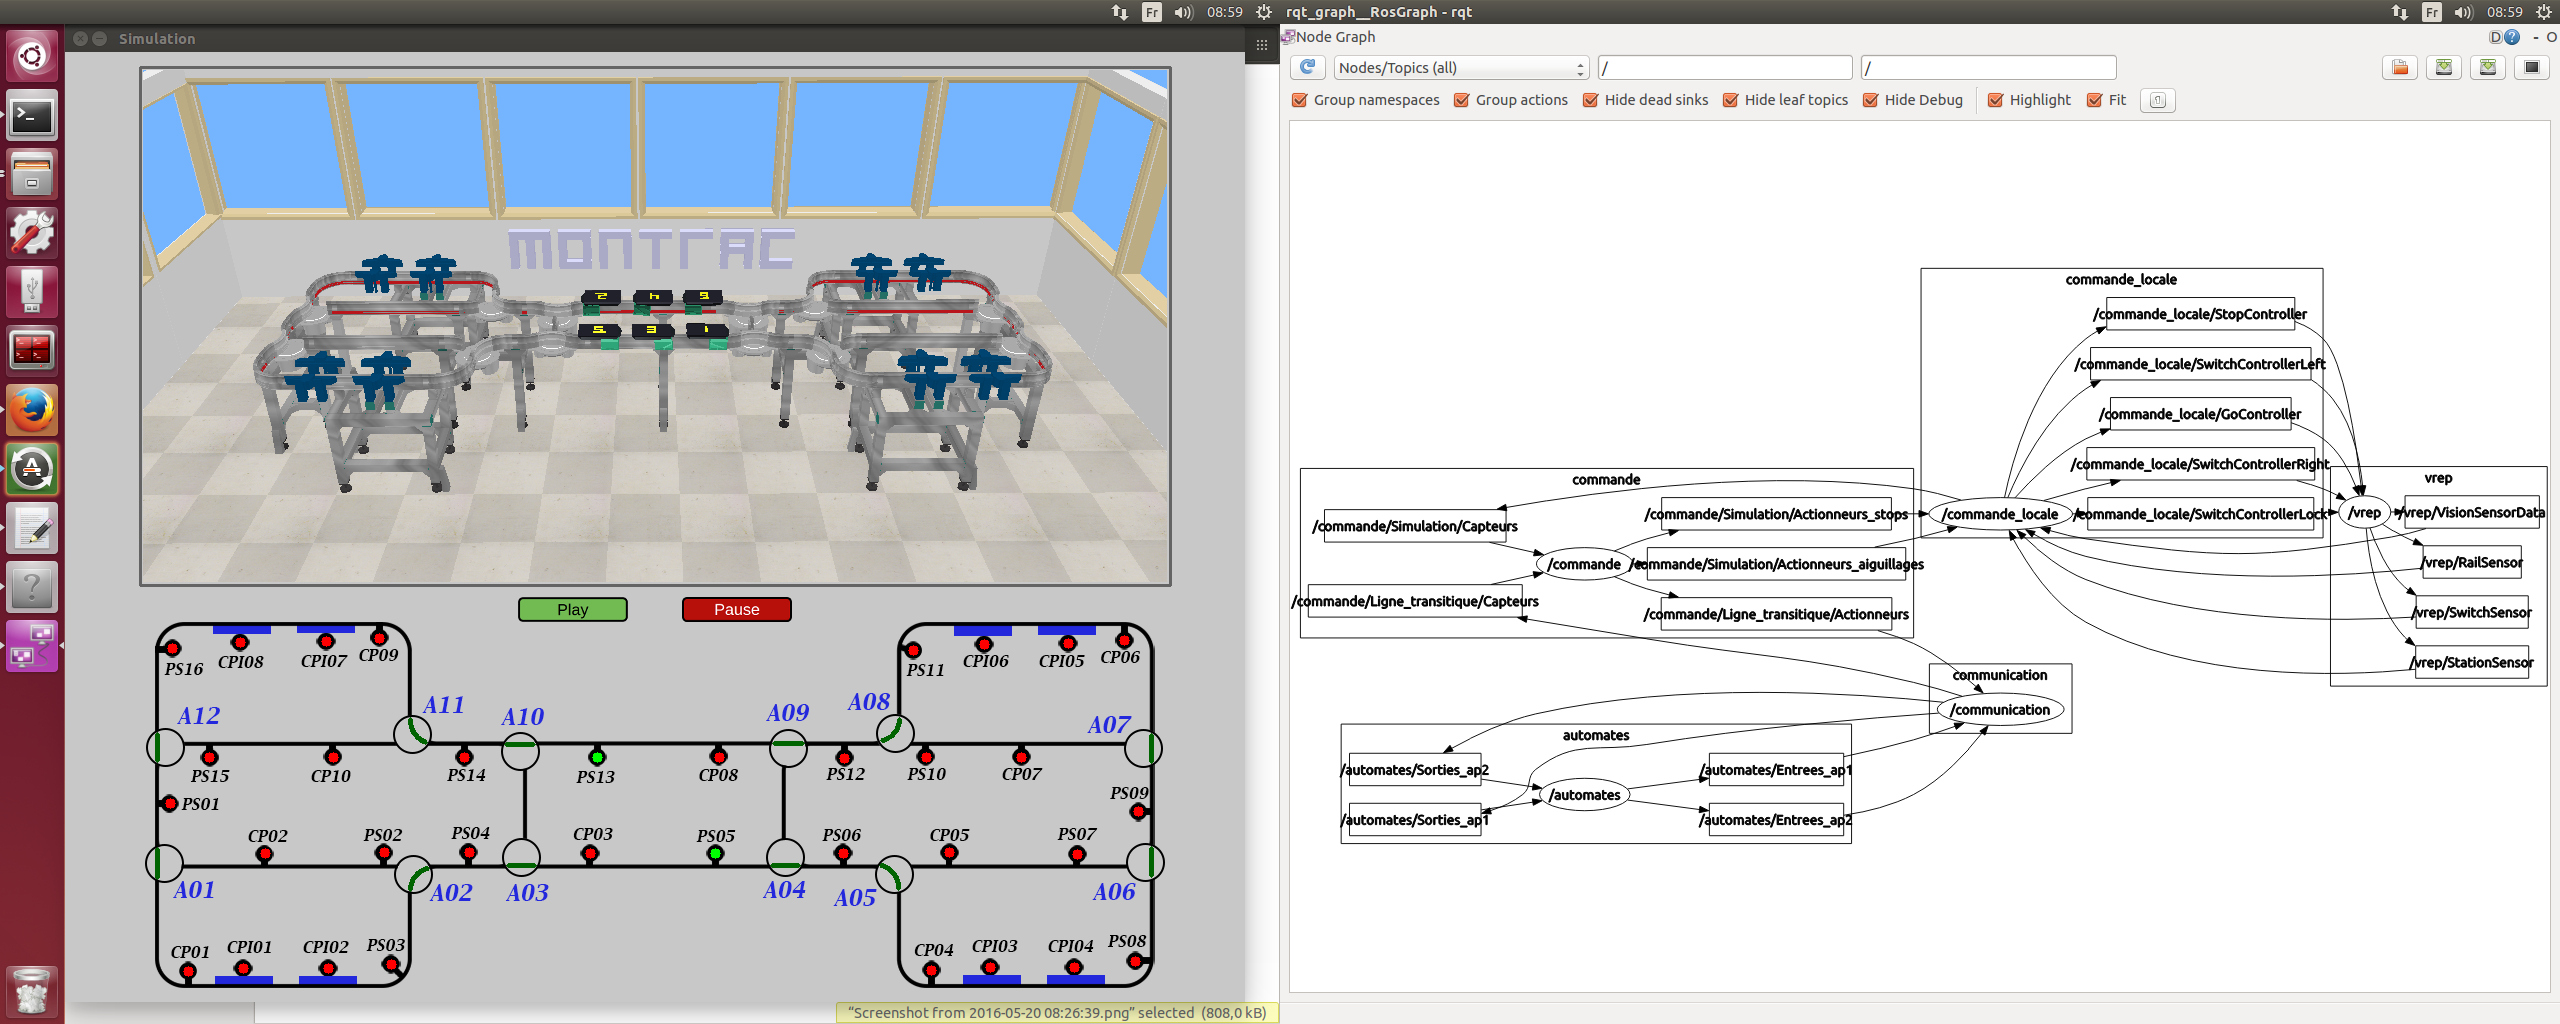 Fr 08:59
rqt_graph__RosGraph - rqt
Fr 08:59
Simulation
Node Graph
D - O
Nodes/Topics (all)
/
/
Group namespaces
Group actions
Hide dead sinks
Hide leaf topics
Hide Debug
Highlight
Fit
MONTRAC
2 4 6
5 3 1
Play
Pause
PS16
CPI08
CPI07
CP09
PS11
CPI06
CPI05
CP06
A12
A11
A10
A09
A08
A07
PS15
CP10
PS14
PS13
CP08
PS12
PS10
CP07
PS01
PS09
CP02
PS02
PS04
CP03
PS05
PS06
CP05
PS07
A01
A02
A03
A04
A05
A06
CP01
CPI01
CPI02
PS03
CP04
CPI03
CPI04
PS08
"Screenshot from 2016-05-20 08:26:39.png" selected (808,0 kB)
commande_locale
/commande_locale/StopController
/commande_locale/SwitchControllerLeft
/commande_locale/GoController
/commande_locale/SwitchControllerRight
/commande_locale/SwitchControllerLock
/commande_locale
commande
/commande/Simulation/Capteurs
/commande/Simulation/Actionneurs_stops
/commande
/commande/Simulation/Actionneurs_aiguillages
/commande/Ligne_transitique/Capteurs
/commande/Ligne_transitique/Actionneurs
vrep
/vrep
/vrep/VisionSensorData
/vrep/RailSensor
/vrep/SwitchSensor
/vrep/StationSensor
communication
/communication
automates
/automates/Sorties_ap2
/automates/Entrees_ap1
/automates
/automates/Sorties_ap1
/automates/Entrees_ap2